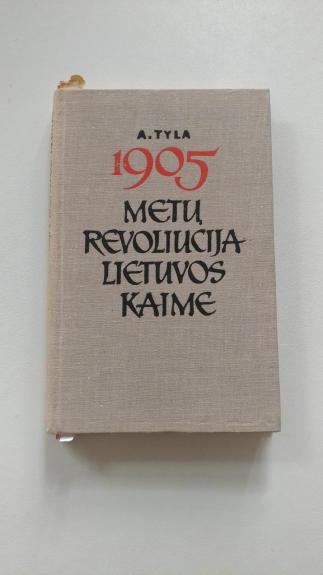 A. TYLA
1905
METŲ
REVOLIUCIJA
LIETUVOS
KAIME